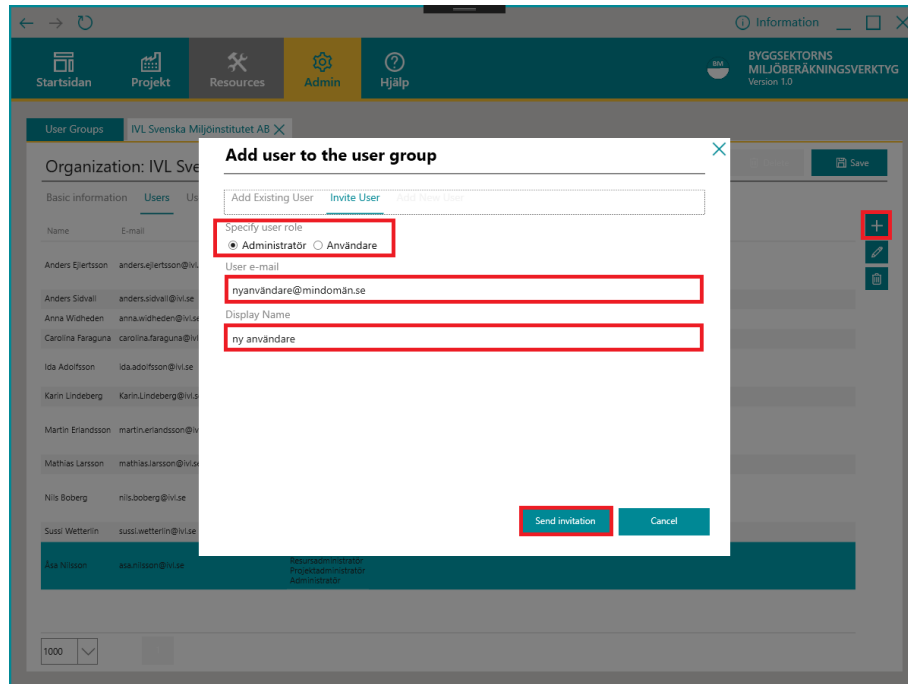 Information
BM
BYGGSEKTORNS
MILJÖBERÄKNINGSVERKTYG
Version 1.0
Startsidan
Projekt
Resources
Admin
Hjälp
User Groups
IVL Svenska Miljöinstitutet AB
Organization: IVL Sve
Save
Basic information Users Us
Name E-mail
Anders Ejlertsson anders.ejlertsson@ivl.
Anders Sidvall anders.sidvall@ivl.se
Anna Widheden anna.widheden@ivl.se
Carolina Faraguna carolina.faraguna@ivl
Ida Adolfsson ida.adolfsson@ivl.se
Karin Lindeberg Karin.Lindeberg@ivl.s
Martin Erlandsson martin.erlandsson@iv
Mathias Larsson mathias.larsson@ivl.se
Nils Boberg nils.boberg@ivl.se
Sussi Wetterlin sussi.wetterlin@ivl.se
Åsa Nilsson asa.nilsson@ivl.se
Resursadministratör
Projektadministratör
Administratör
1000
Add user to the user group
Add Existing User Invite User Add New User
Specify user role
Administratör Användare
User e-mail
nyanvändare@mindomän.se
Display Name
ny användare
Send invitation Cancel